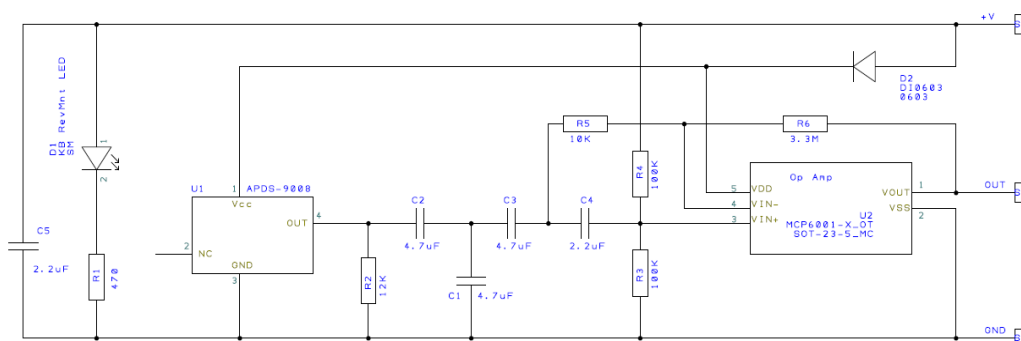 +V
S
D1
KB RevMnt LED
SM
1
2
D2
DI0603
0603
R5
10K
R6
3.3M
R4
100K
Op Amp
U1
APDS-9008
1
Vcc
OUT
4
2
NC
GND
3
C2
4.7uF
C3
4.7uF
C4
2.2uF
5
VDD
4
VIN-
3
VIN+
VOUT
1
VSS
2
U2
MCP6001-X_OT
SOT-23-5_MC
OUT
S
C5
2.2uF
R1
470
R2
12K
C1
4.7uF
R3
100K
GND
S